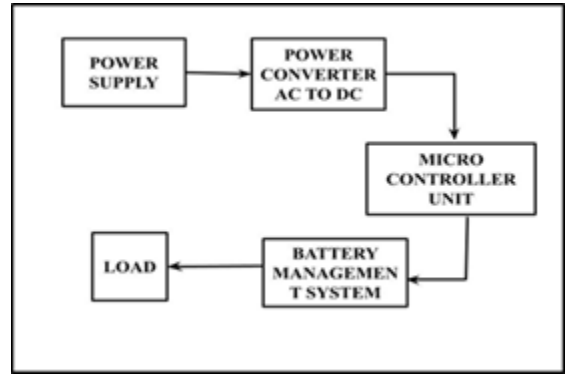 POWER
SUPPLY
POWER
CONVERTER
AC TO DC
MICRO
CONTROLLER
UNIT
BATTERY
MANAGEMEN
T SYSTEM
LOAD